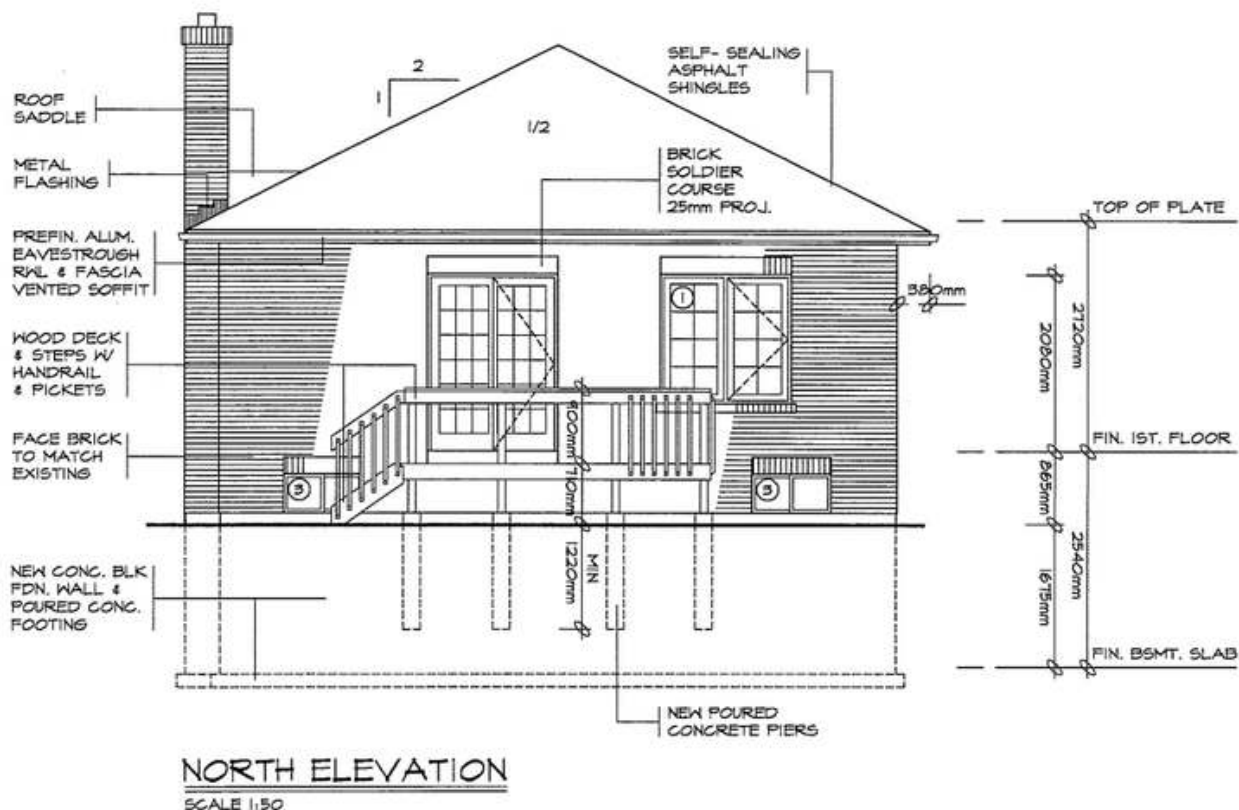 ROOF
SADDLE
METAL
FLASHING
PREFIN. ALUM.
EAVESTROUGH
RWL & FASCIA
VENTED SOFFIT
WOOD DECK
& STEPS W/
HANDRAIL
& PICKETS
FACE BRICK
TO MATCH
EXISTING
NEW CONC. BLK
FDN. WALL &
POURED CONC.
FOOTING
2
1
1/2
SELF- SEALING
ASPHALT
SHINGLES
BRICK
SOLDIER
COURSE
25mm PROJ.
1
3
3
900mm
710mm
1220mm
MIN
380mm
TOP OF PLATE
2720mm
2080mm
FIN. 1ST. FLOOR
865mm
2540mm
1675mm
FIN. BSMT. SLAB
NEW POURED
CONCRETE PIERS
NORTH ELEVATION
SCALE 1:50